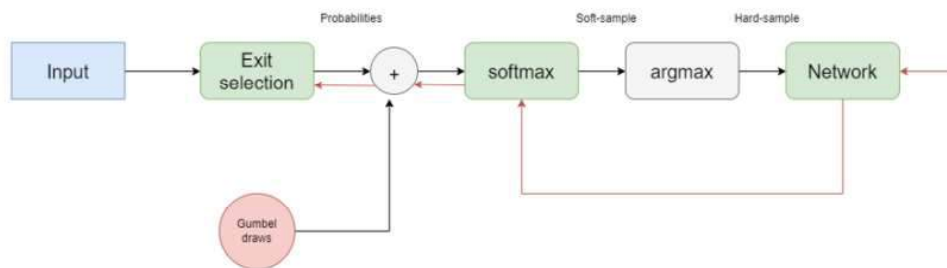 Probabilities
Soft-sample
Hard-sample
Input
Exit
selection
+
softmax
argmax
Network
Gumbel
draws